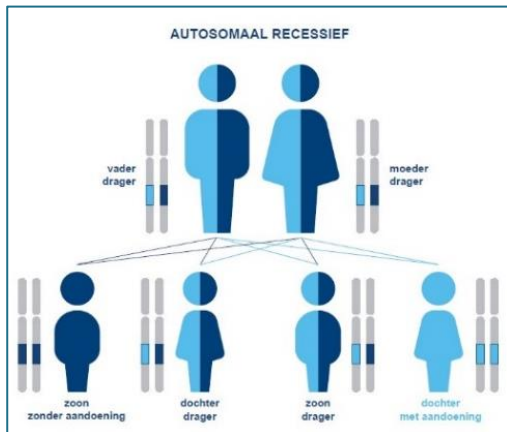 AUTOSOMAAL RECESSIEF
vader
drager
moeder
drager
zoon
zonder aandoening
dochter
drager
zoon
drager
dochter
met aandoening